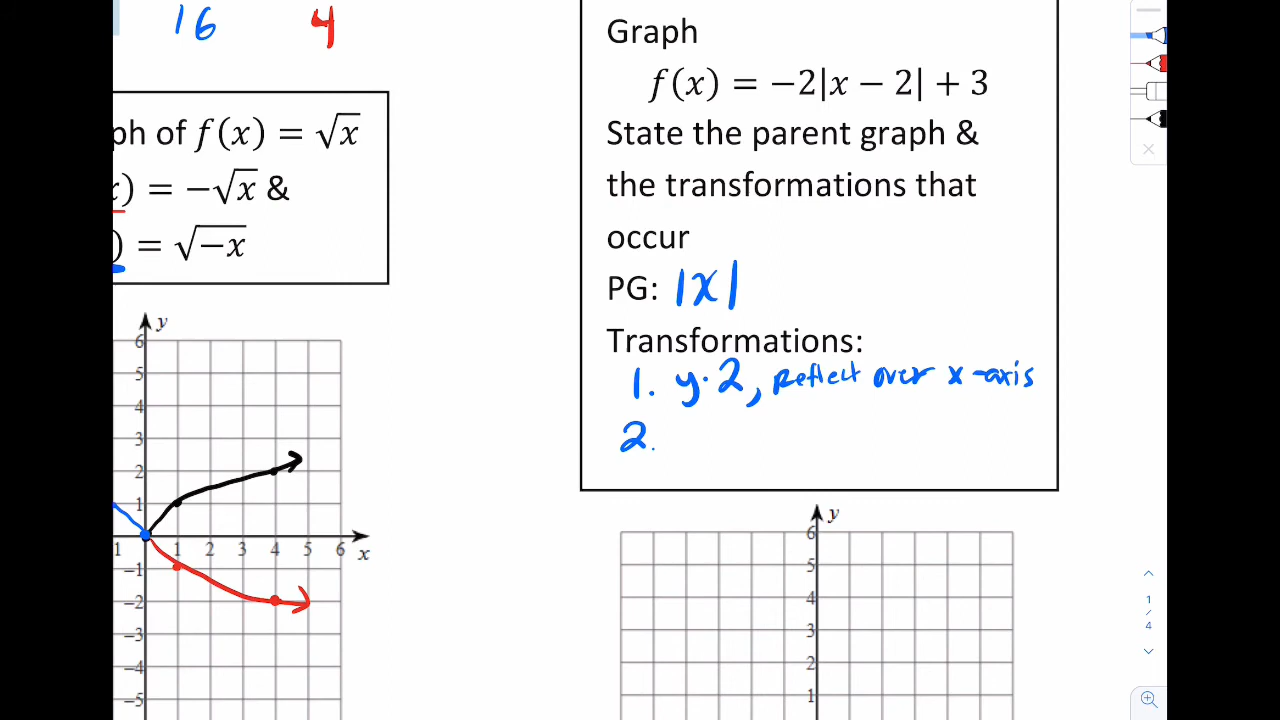 16 4
ph of f(x) = √x
x) = −√x &
) = √−x
y
6
5
4
3
2
1
1 1 2 3 4 5 6 x
−1
−2
−3
−4
−5
Graph
f(x) = −2|x − 2| + 3
State the parent graph &
the transformations that
occur
PG: |x|
Transformations:
1. y·2, reflect over x-axis
2.
y
6
5
4
3
2
1
1
/
4